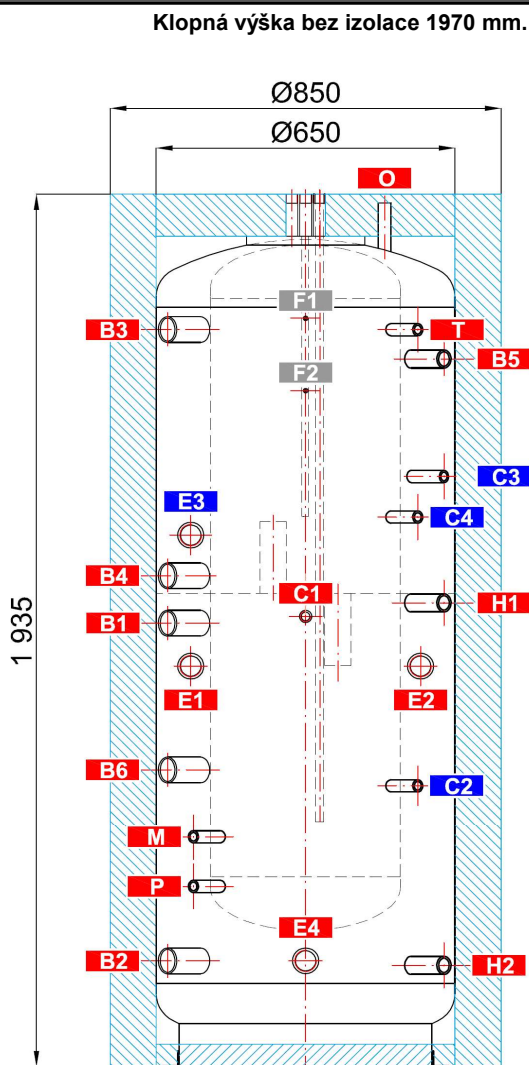 Klopná výška bez izolace 1970 mm.
Ø850
Ø650
O
F1
B3
T
B5
F2
C3
E3
C4
B4
C1
H1
B1
1 935
E1
E2
B6
C2
M
P
E4
B2
H2